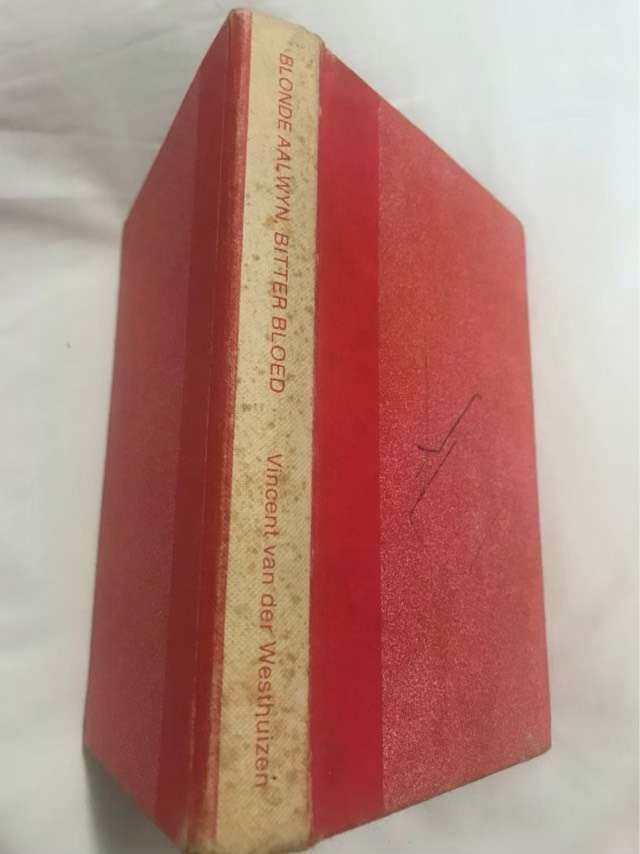 BLONDE AALWYN, BITTER BLOED
Vincent van der Westhuizen